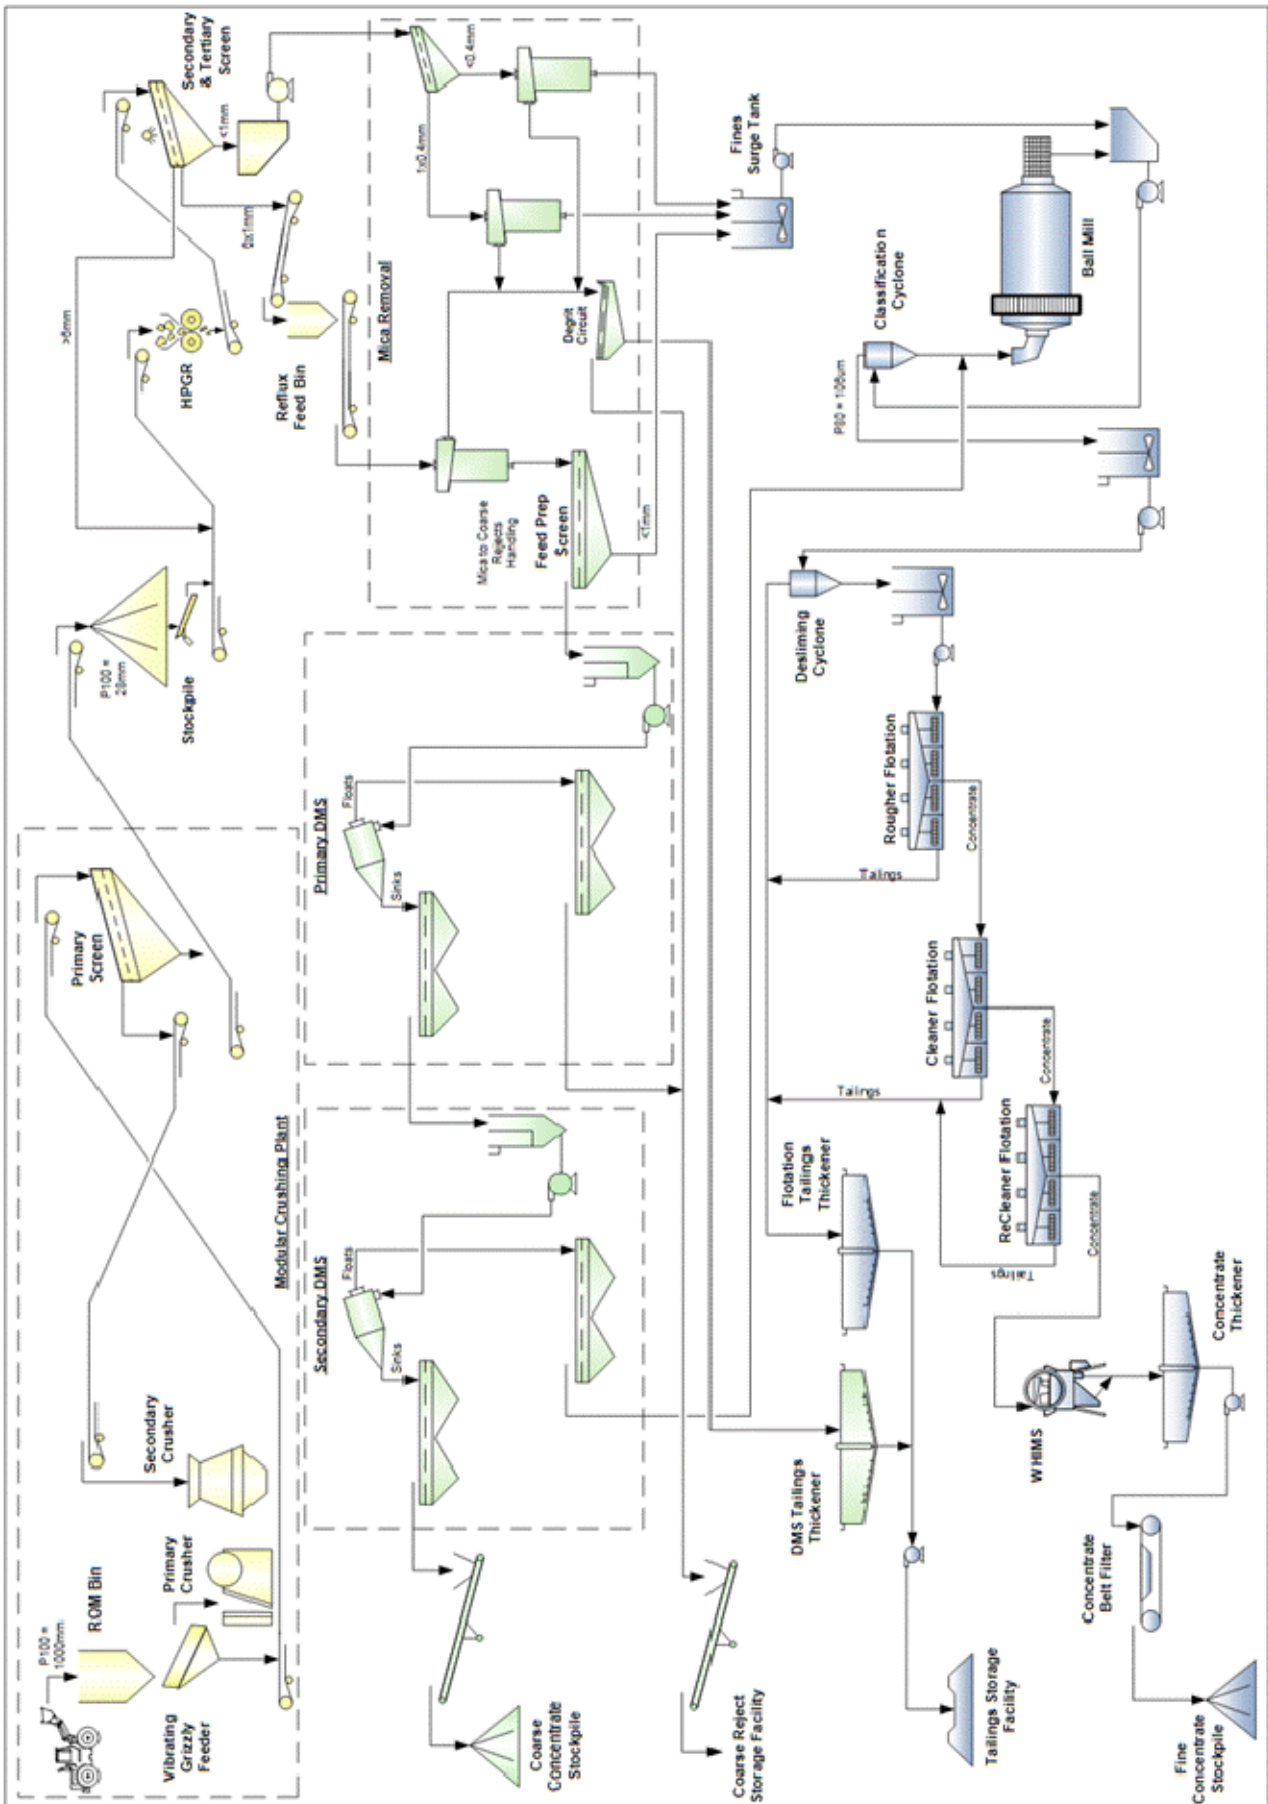 P100 =
1000mm
ROM Bin
Vibrating
Grizzly
Feeder
Primary
Crusher
Secondary
Crusher
Modular Crushing Plant
Primary
Screen
P100 =
28mm
Stockpile
>6mm
HPGR
Secondary
& Tertiary
Screen
<1mm
6x1mm
Reflux
Feed Bin
Mica Removal
<0.4mm
1x0.4mm
Degrit
Circuit
Mica to Coarse
Rejects
Handling
Feed Prep
Screen
<1mm
Primary DMS
Floats
Sinks
Secondary DMS
Floats
Sinks
Coarse
Concentrate
Stockpile
Coarse Reject
Storage Facility
Fines
Surge Tank
Classification
Cyclone
P80 = 106um
Ball Mill
Desliming
Cyclone
Rougher Flotation
Concentrate
Tailings
Cleaner Flotation
Concentrate
Tailings
ReCleaner Flotation
Concentrate
Tailings
Flotation
Tailings
Thickener
DMS Tailings
Thickener
Tailings Storage
Facility
WHIMS
Concentrate
Thickener
Concentrate
Belt Filter
Fine
Concentrate
Stockpile